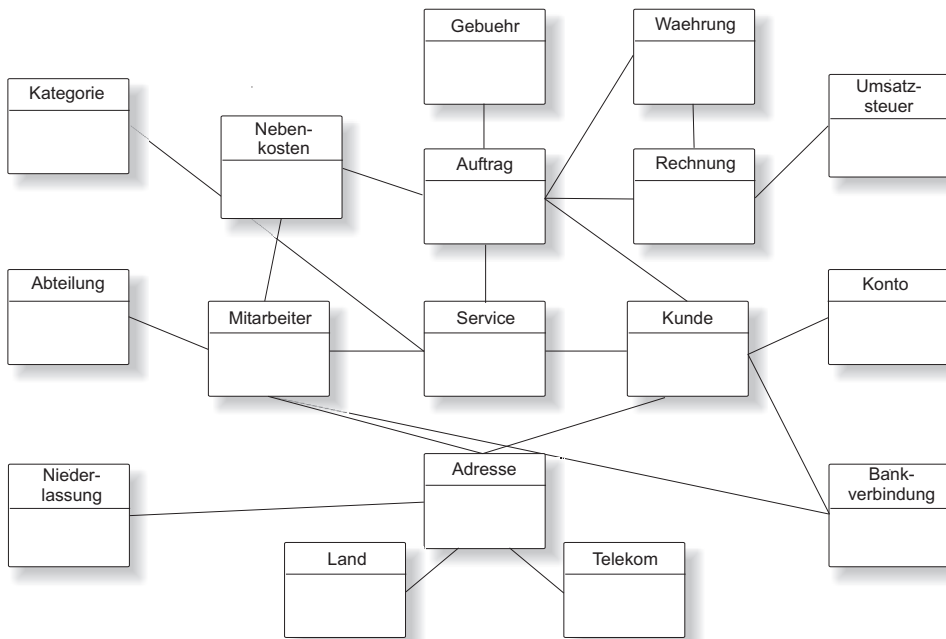 Gebuehr
Waehrung
Kategorie
Umsatz-
steuer
Neben-
kosten
Auftrag
Rechnung
Abteilung
Mitarbeiter
Service
Kunde
Konto
Nieder-
lassung
Adresse
Bank-
verbindung
Land
Telekom